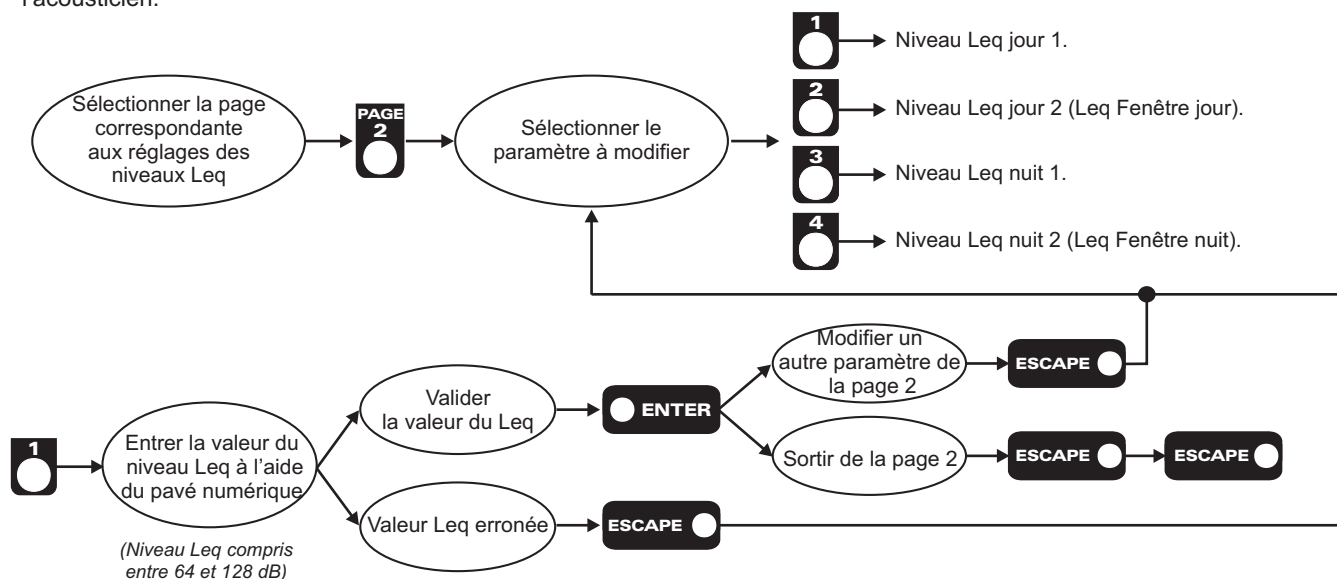 l'acousticien.
1
Niveau Leq jour 1.
Sélectionner la page
correspondante
aux réglages des
niveaux Leq
PAGE
2
Sélectionner le
paramètre à modifier
2
Niveau Leq jour 2 (Leq Fenêtre jour).
3
Niveau Leq nuit 1.
4
Niveau Leq nuit 2 (Leq Fenêtre nuit).
1
Entrer la valeur du
niveau Leq à l'aide
du pavé numérique
(Niveau Leq compris
entre 64 et 128 dB)
Valider
la valeur du Leq
ENTER
Modifier un
autre paramètre de
la page 2
ESCAPE
Sortir de la page 2
ESCAPE
ESCAPE
Valeur Leq erronée
ESCAPE